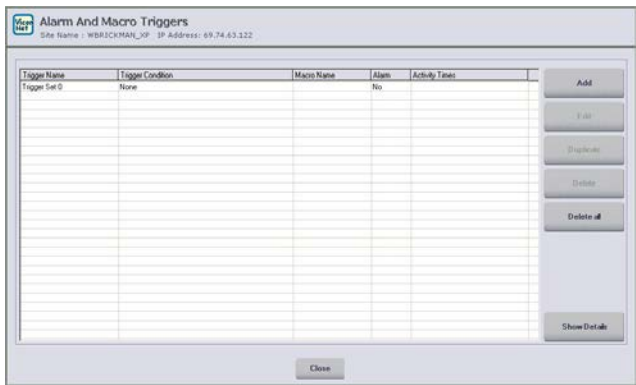 Vicon Net
Alarm And Macro Triggers
Site Name : WBRICKMAN_XP IP Address: 69.74.63.122
Trigger Name Trigger Condition Macro Name Alarm Activity Times
Trigger Set 0 None No
Add
Edit
Duplicate
Delete
Delete all
Show Details
Close